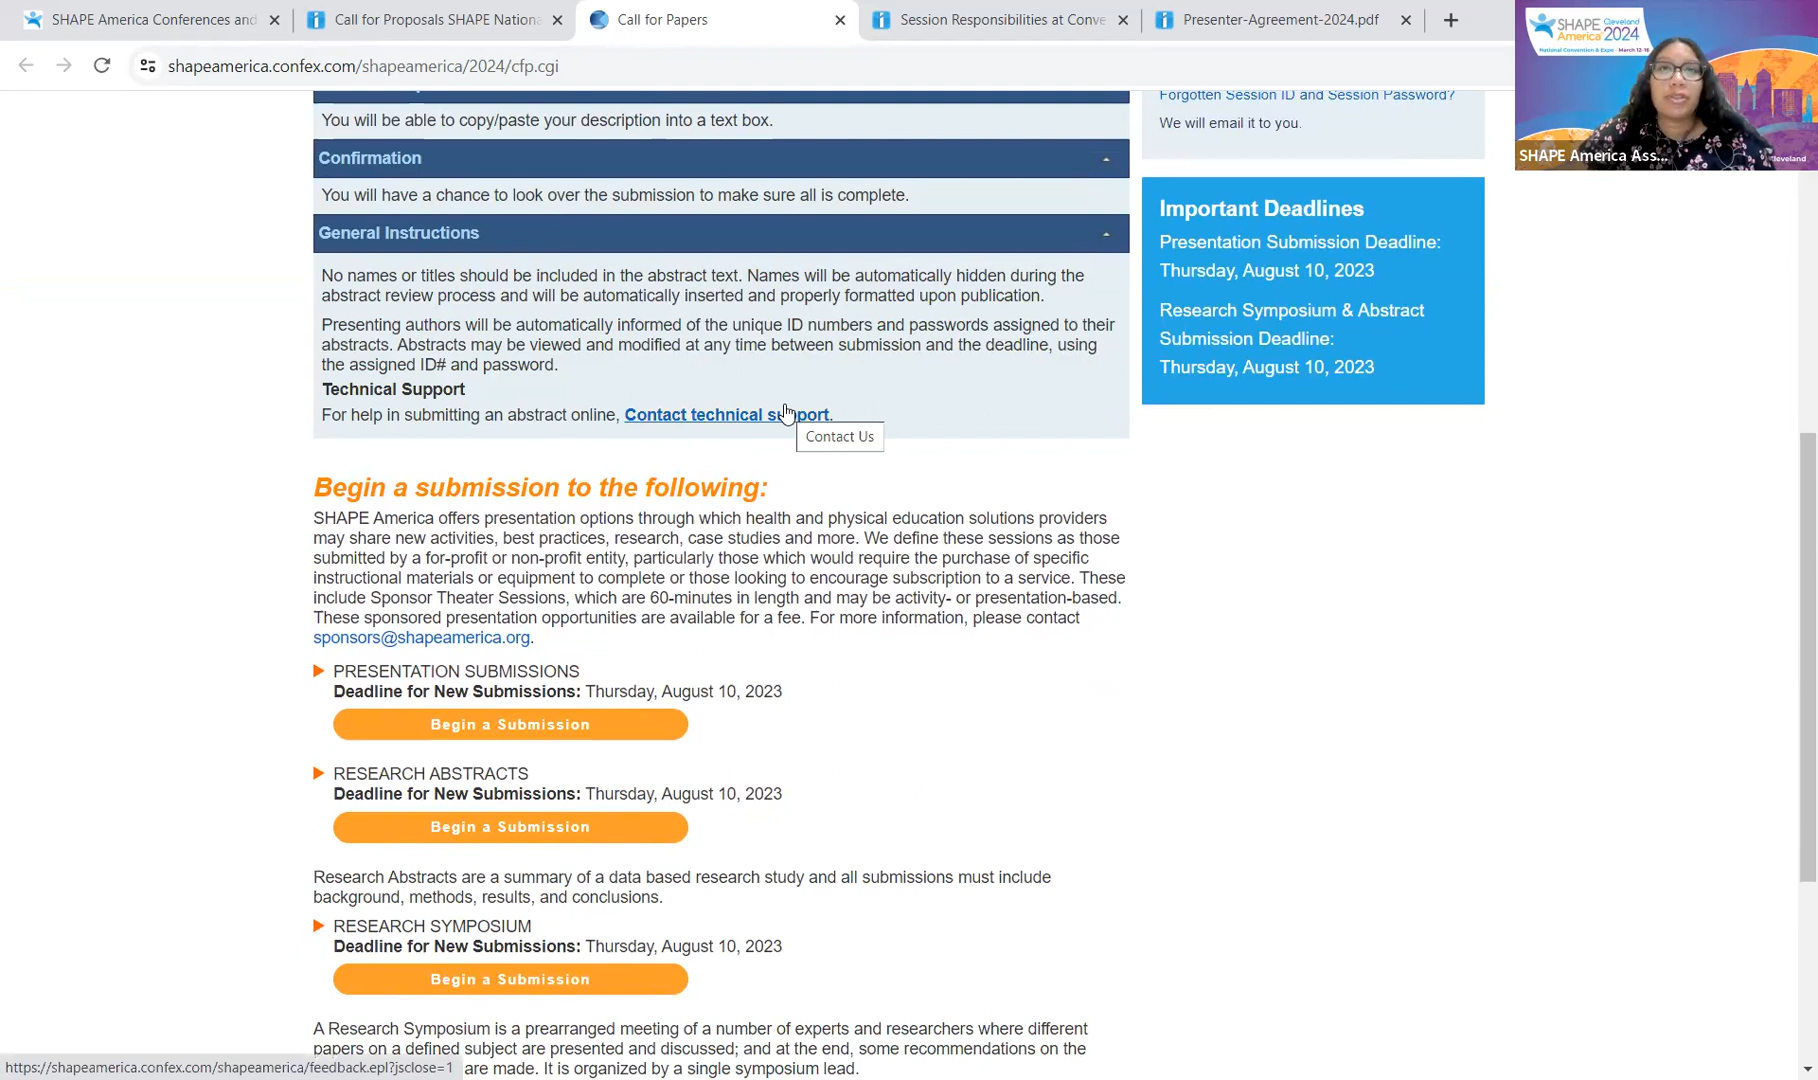 SHAPE America Conferences and
Call for Proposals SHAPE Nationa
Call for Papers
Session Responsibilities at Conve
Presenter-Agreement-2024.pdf
shapeamerica.confex.com/shapeamerica/2024/cfp.cgi
SHAPE America Cleveland 2024
National Convention & Expo March 12-16
SHAPE America Ass...
leveland
Forgotten Session ID and Session Password?
We will email it to you.
You will be able to copy/paste your description into a text box.
Confirmation
You will have a chance to look over the submission to make sure all is complete.
General Instructions
No names or titles should be included in the abstract text. Names will be automatically hidden during the
abstract review process and will be automatically inserted and properly formatted upon publication.
Presenting authors will be automatically informed of the unique ID numbers and passwords assigned to their
abstracts. Abstracts may be viewed and modified at any time between submission and the deadline, using
the assigned ID# and password.
Technical Support
For help in submitting an abstract online, Contact technical support.
Contact Us
Important Deadlines
Presentation Submission Deadline:
Thursday, August 10, 2023
Research Symposium & Abstract
Submission Deadline:
Thursday, August 10, 2023
Begin a submission to the following:
SHAPE America offers presentation options through which health and physical education solutions providers
may share new activities, best practices, research, case studies and more. We define these sessions as those
submitted by a for-profit or non-profit entity, particularly those which would require the purchase of specific
instructional materials or equipment to complete or those looking to encourage subscription to a service. These
include Sponsor Theater Sessions, which are 60-minutes in length and may be activity- or presentation-based.
These sponsored presentation opportunities are available for a fee. For more information, please contact
sponsors@shapeamerica.org.
PRESENTATION SUBMISSIONS
Deadline for New Submissions: Thursday, August 10, 2023
Begin a Submission
RESEARCH ABSTRACTS
Deadline for New Submissions: Thursday, August 10, 2023
Begin a Submission
Research Abstracts are a summary of a data based research study and all submissions must include
background, methods, results, and conclusions.
RESEARCH SYMPOSIUM
Deadline for New Submissions: Thursday, August 10, 2023
Begin a Submission
A Research Symposium is a prearranged meeting of a number of experts and researchers where different
papers on a defined subject are presented and discussed; and at the end, some recommendations on the
are made. It is organized by a single symposium lead.
https://shapeamerica.confex.com/shapeamerica/feedback.epl?jsclose=1